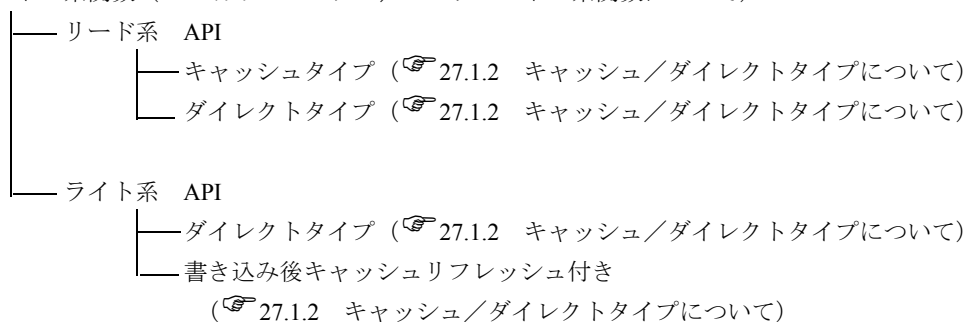 リード系 API
キャッシュタイプ（☞ 27.1.2 キャッシュ／ダイレクトタイプについて）
ダイレクトタイプ（☞ 27.1.2 キャッシュ／ダイレクトタイプについて）
ライト系 API
ダイレクトタイプ（☞ 27.1.2 キャッシュ／ダイレクトタイプについて）
書き込み後キャッシュリフレッシュ付き
（☞ 27.1.2 キャッシュ／ダイレクトタイプについて）